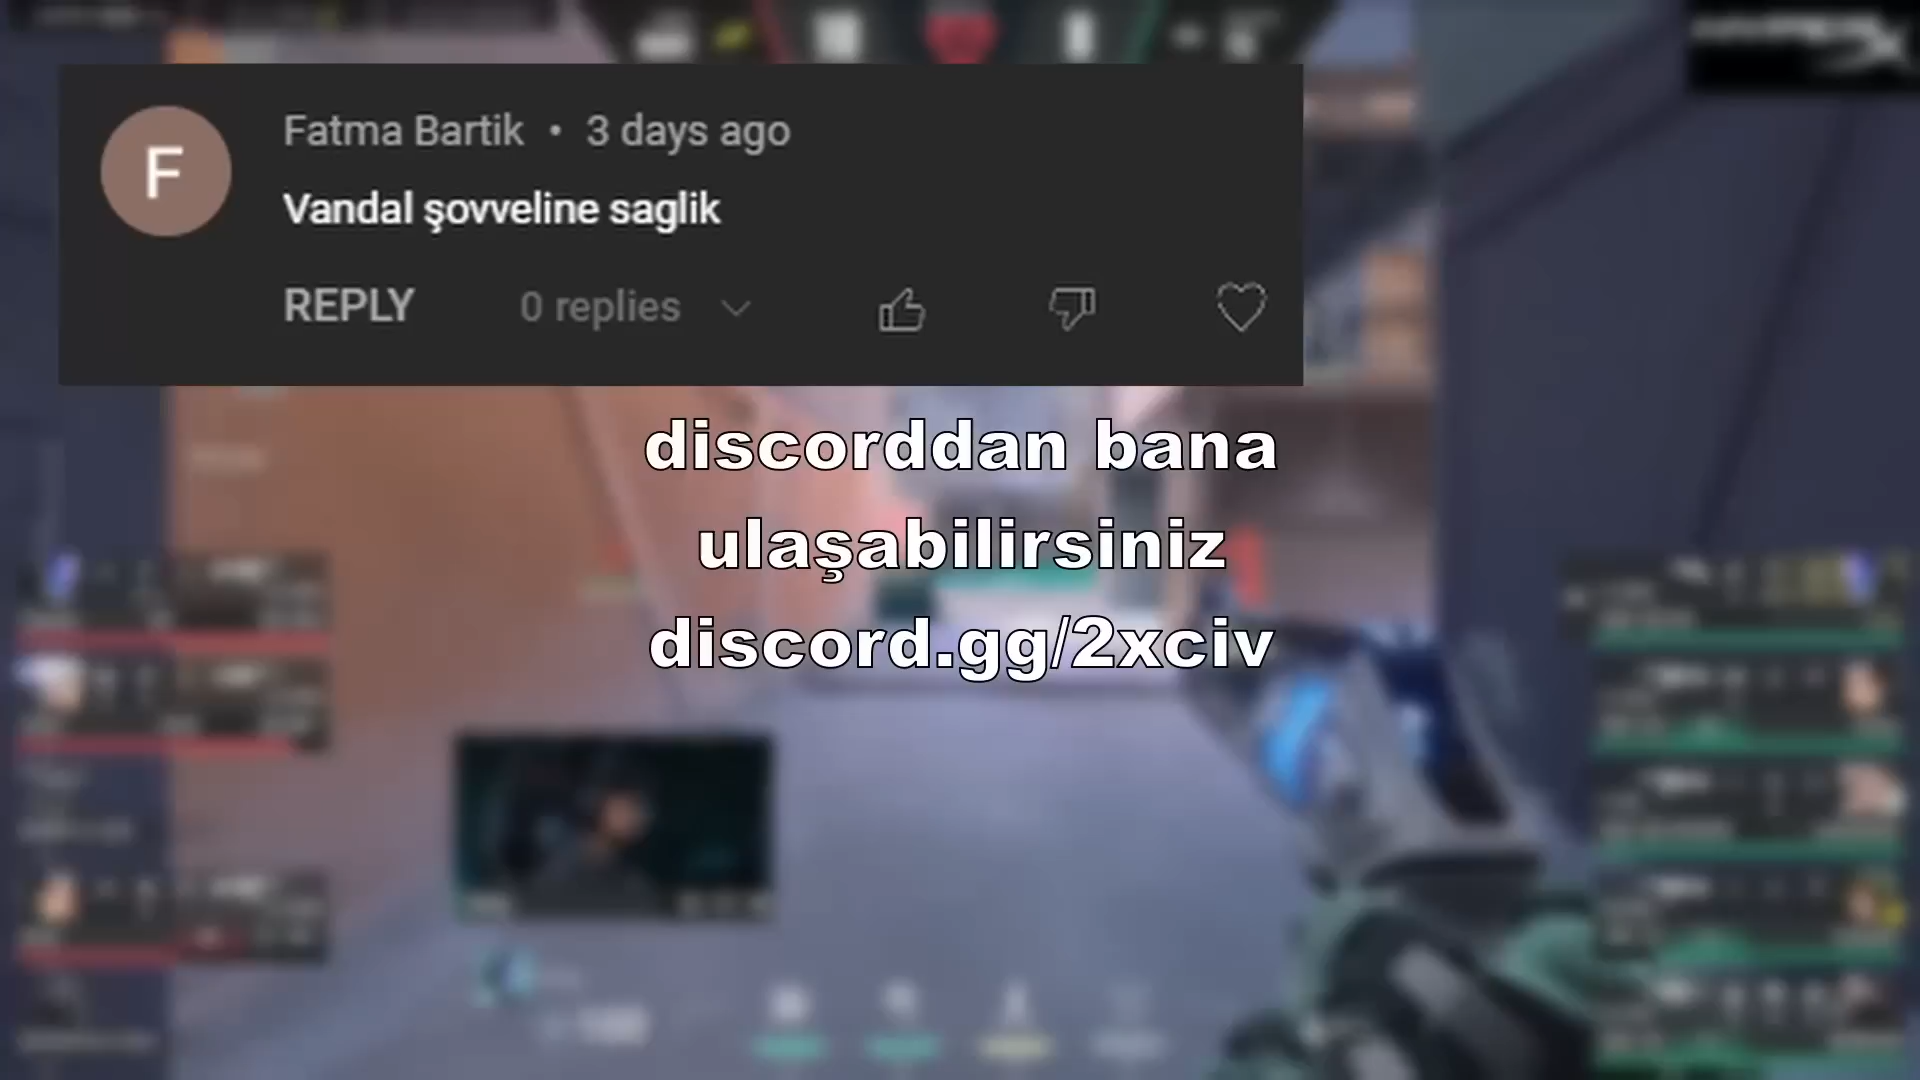 F
Fatma Bartik • 3 days ago
Vandal şovveline saglik
REPLY 0 replies
discorddan bana
ulaşabilirsiniz
discord.gg/2xciv